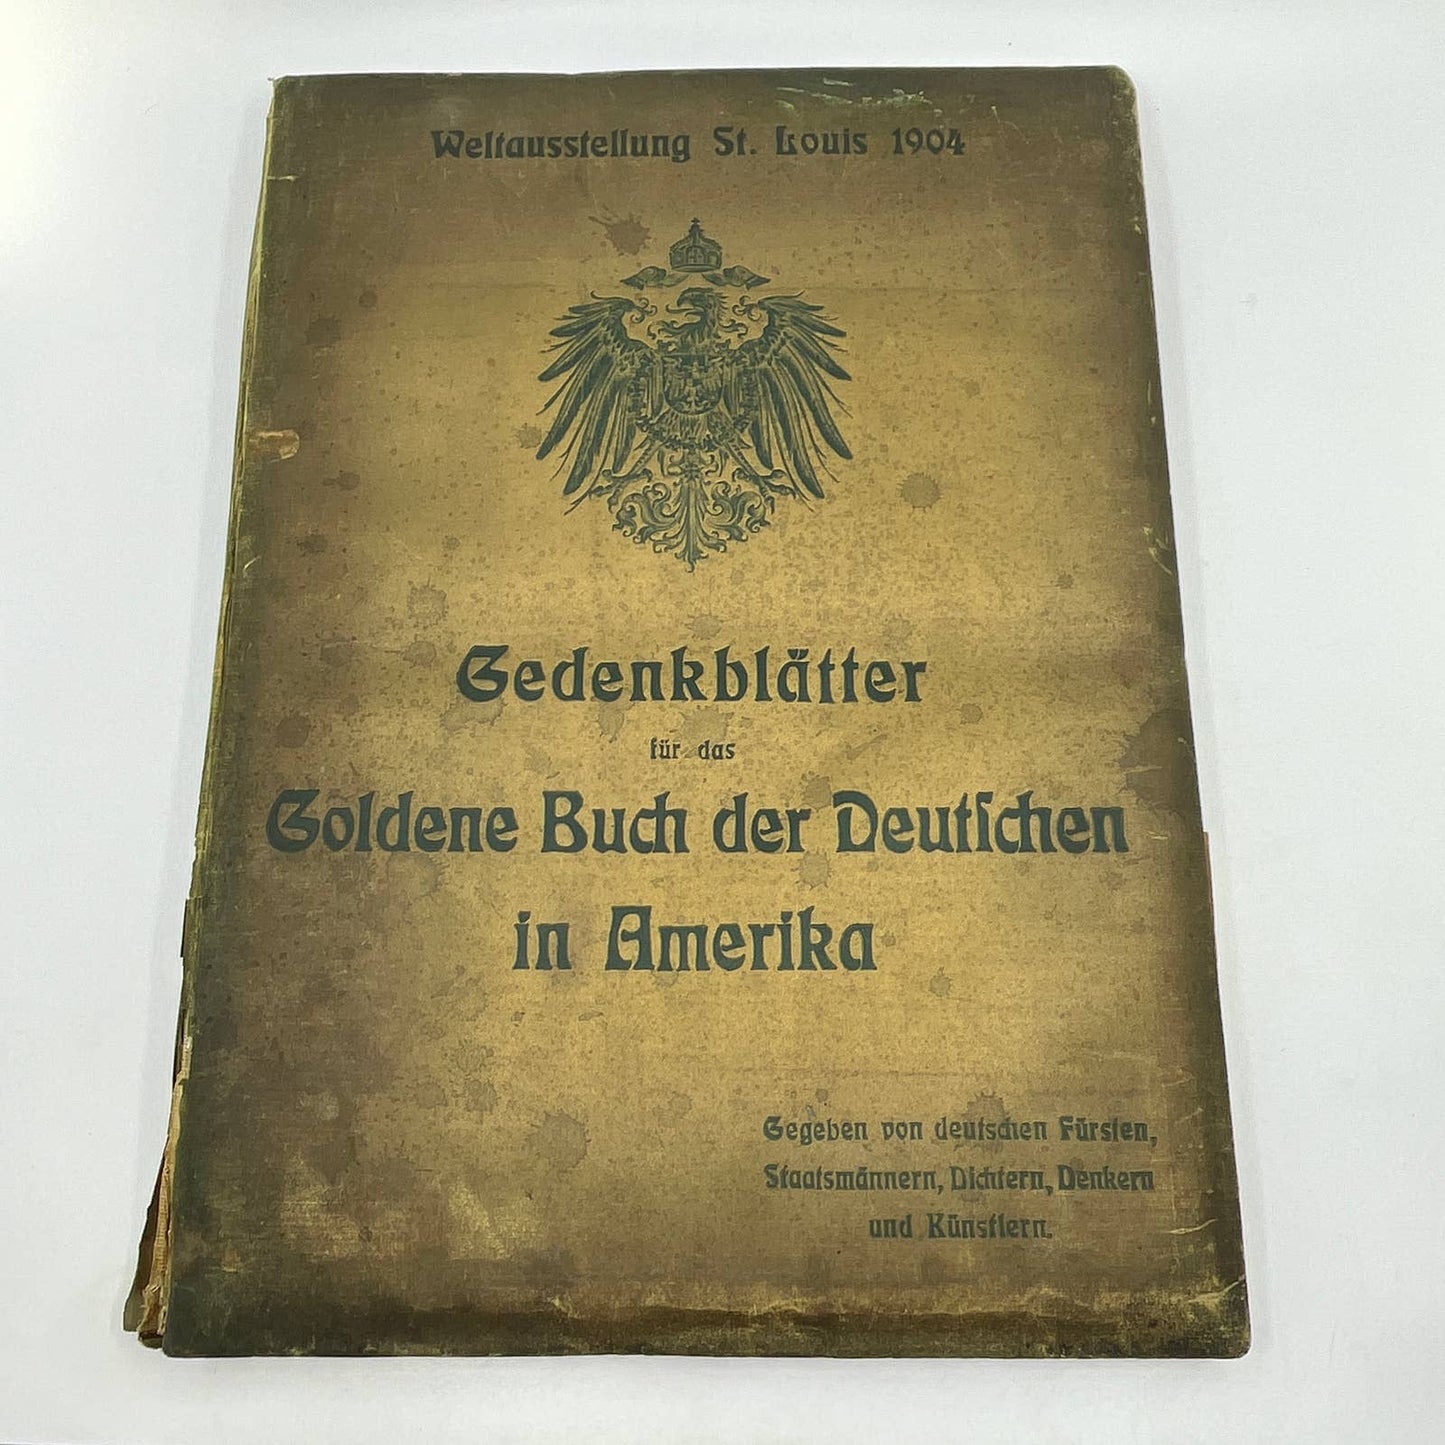 Weltausstellung St. Louis 1904
Gedenkblätter
für das
Goldene Buch der Deutſchen
in Amerika
Gegeben von deutschen Fürsten,
Staatsmännern, Dichtern, Denkern
und Künstlern.